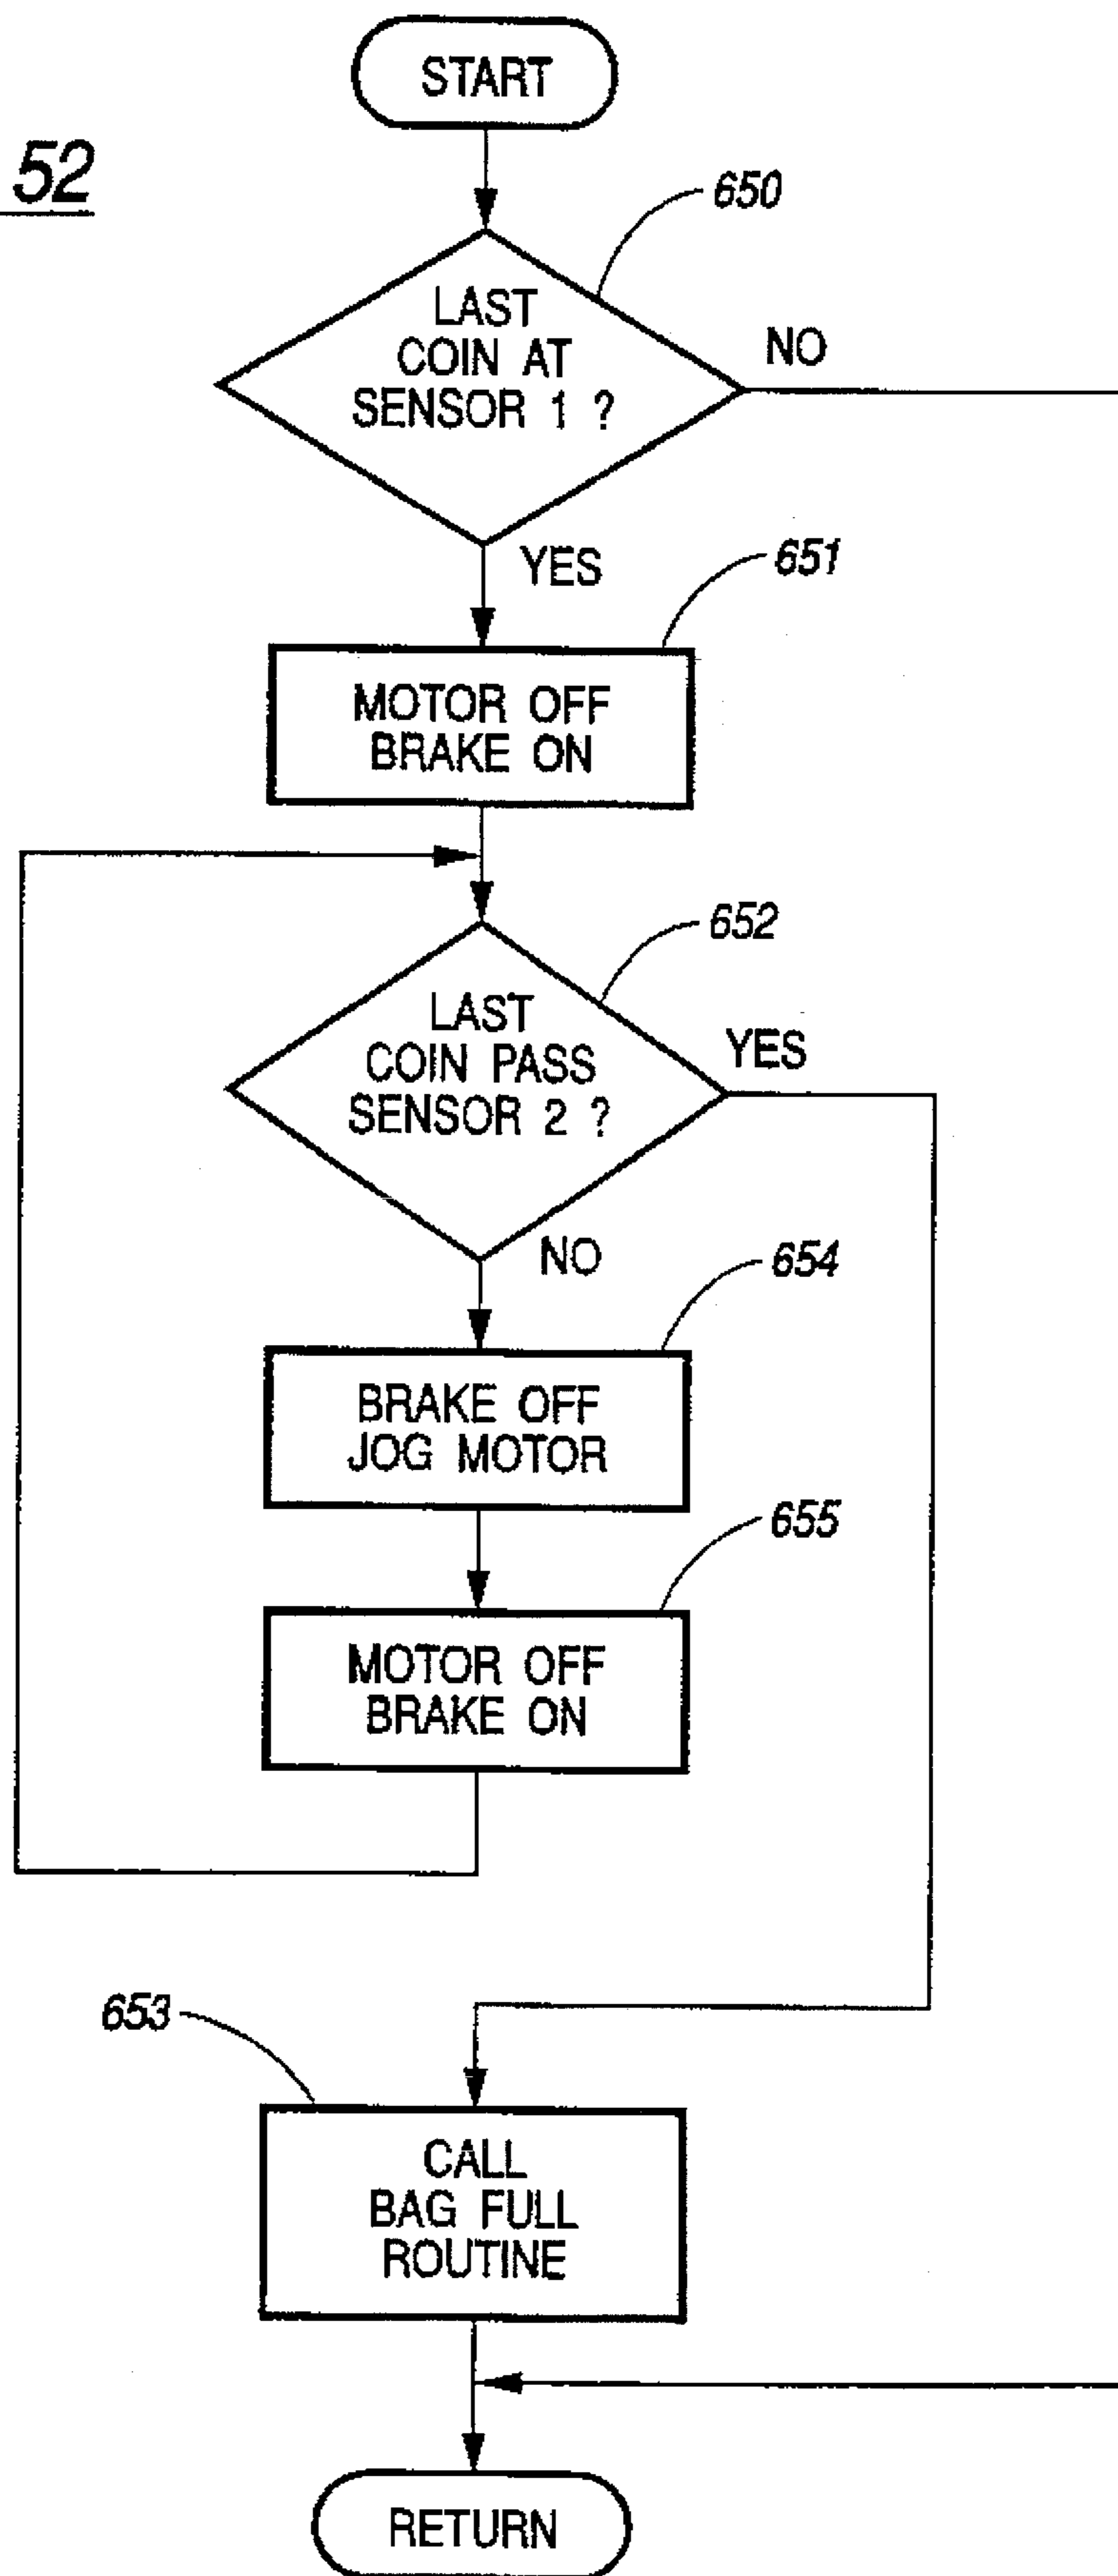 START
52
650
LAST
COIN AT
SENSOR 1 ?
NO
YES
651
MOTOR OFF
BRAKE ON
652
LAST
COIN PASS
SENSOR 2 ?
YES
NO
654
BRAKE OFF
JOG MOTOR
655
MOTOR OFF
BRAKE ON
653
CALL
BAG FULL
ROUTINE
RETURN